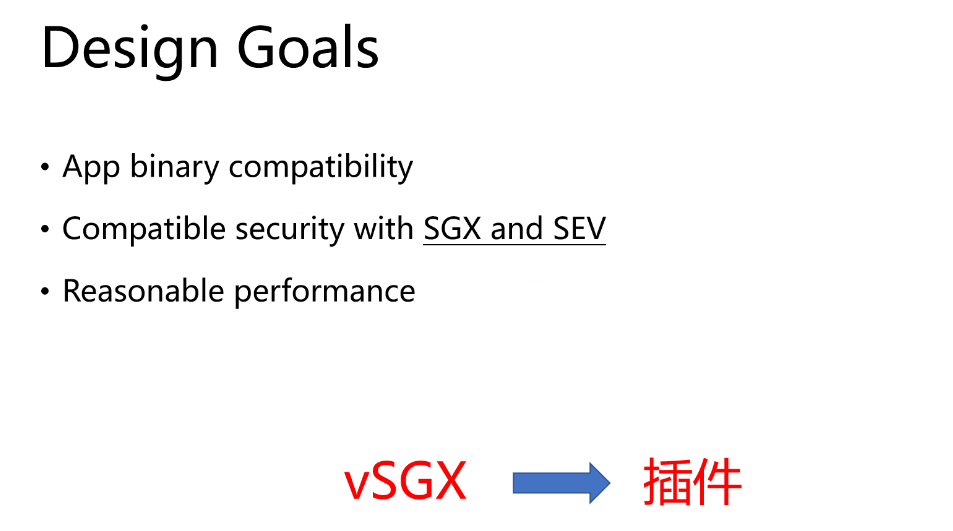 Design Goals
• App binary compatibility
• Compatible security with SGX and SEV
• Reasonable performance
vSGX 插件